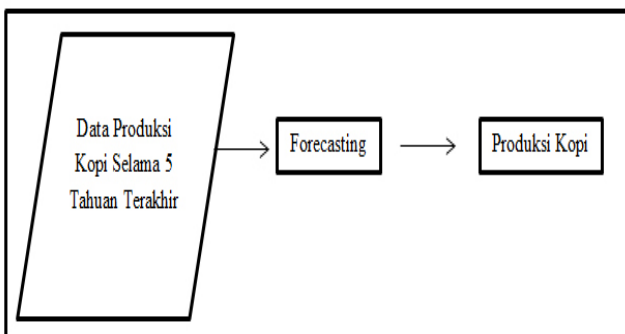 Data Produksi
Kopi Selama 5
Tahuan Terakhir
Forecasting
Produksi Kopi